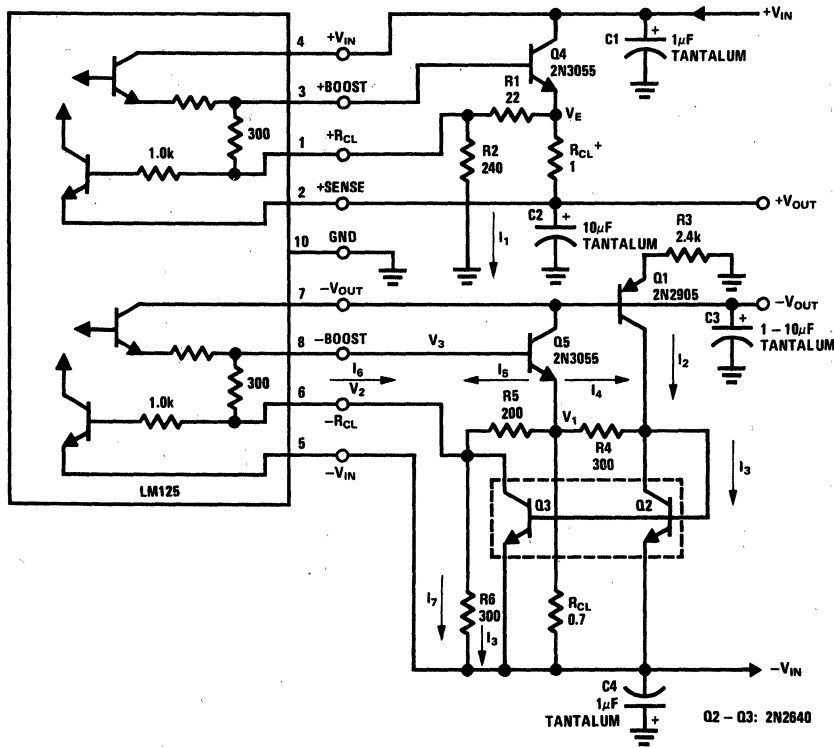 4 +VIN
+VIN
C1 + 1μF
TANTALUM
Q4
2N3055
3 +BOOST
R1
22
VE
300
1 +RCL
1.0k
R2
240
RCL+
1
2 +SENSE
+VOUT
C2 + 10μF
TANTALUM
R3
2.4k
I1
10 GND
Q1
2N2905
7 −VOUT
−VOUT
C3 +
1 – 10μF
TANTALUM
8 −BOOST
V3
Q5
2N3055
I2
300
I6
V2
I5
I4
1.0k
6
−RCL
R5
200
V1
R4
300
5
−VIN
I3
LM125
Q3
Q2
I7
R6
300
I3
RCL
0.7
−VIN
C4
1μF
TANTALUM +
Q2 – Q3: 2N2640